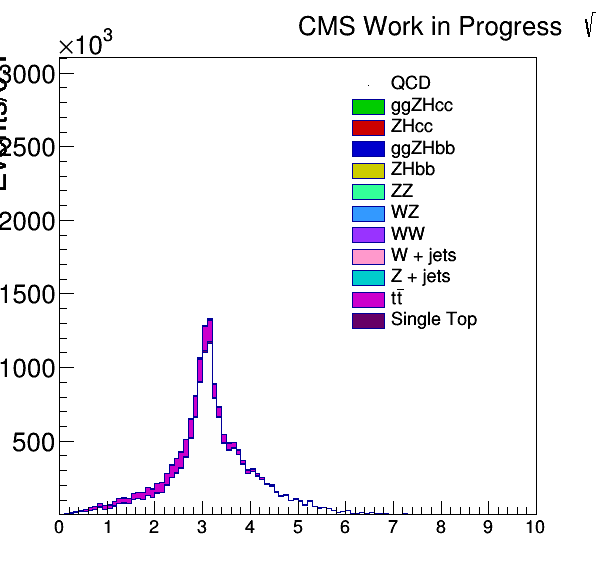 CMS Work in Progress √
×10³
3000
2500
2000
1500
1000
500
QCD
ggZHcc
ZHcc
ggZHbb
ZHbb
ZZ
WZ
WW
W + jets
Z + jets
tt̄
Single Top
0 1 2 3 4 5 6 7 8 9 10